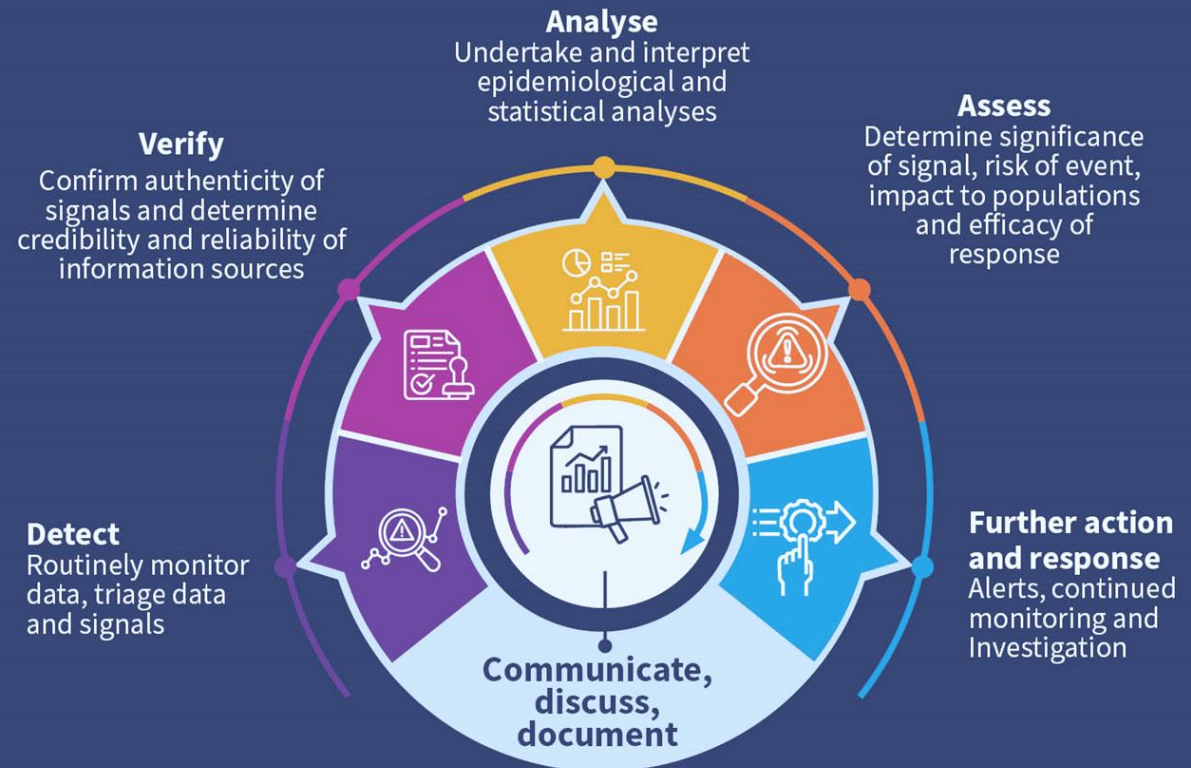 Analyse
Undertake and interpret
epidemiological and
statistical analyses
Assess
Determine significance
of signal, risk of event,
impact to populations
and efficacy of
response
Verify
Confirm authenticity of
signals and determine
credibility and reliability of
information sources
Detect
Routinely monitor
data, triage data
and signals
Further action
and response
Alerts, continued
monitoring and
Investigation
Communicate,
discuss,
document